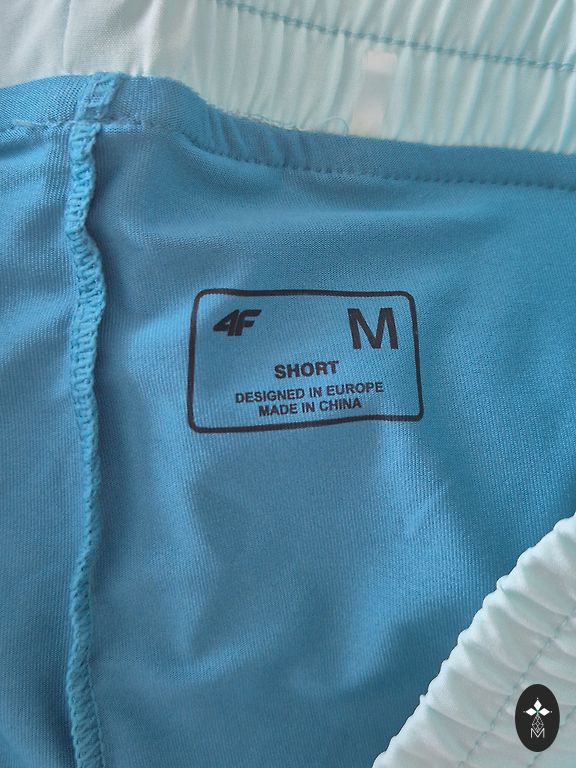 4F M
SHORT
DESIGNED IN EUROPE
MADE IN CHINA
M